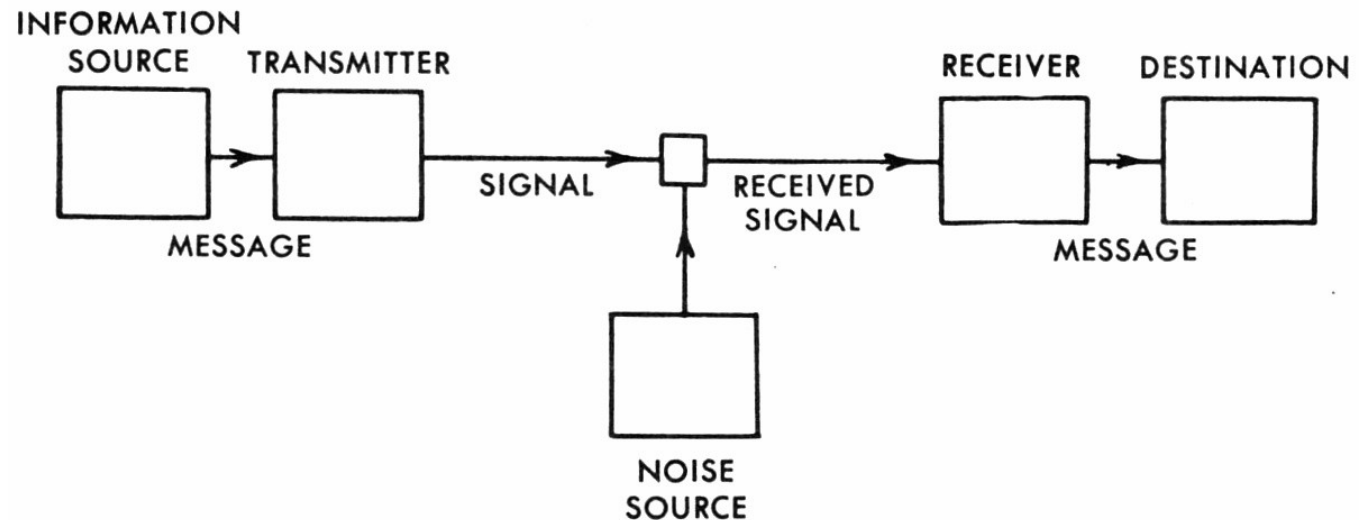 INFORMATION
SOURCE
TRANSMITTER
RECEIVER
DESTINATION
SIGNAL
RECEIVED
SIGNAL
MESSAGE
MESSAGE
NOISE
SOURCE